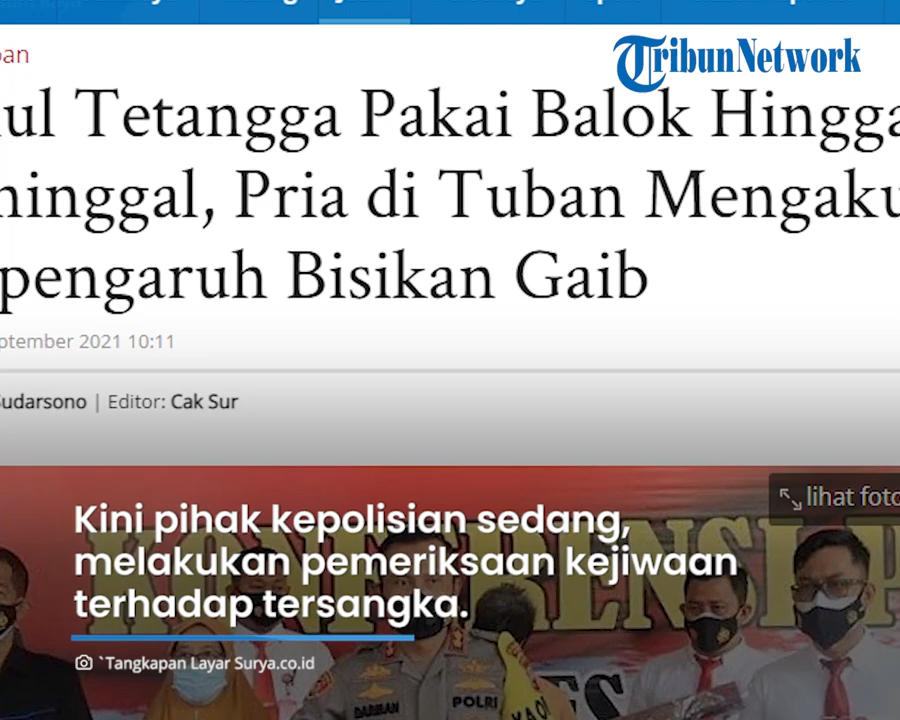 TribunNetwork
ul Tetangga Pakai Balok Hingga
ninggal, Pria di Tuban Mengaku
pengaruh Bisikan Gaib
ptember 2021 10:11
Sudarsono | Editor: Cak Sur
lihat foto
Kini pihak kepolisian sedang,
melakukan pemeriksaan kejiwaan
terhadap tersangka.
`Tangkapan Layar Surya.co.id
DARMAN
POLRI